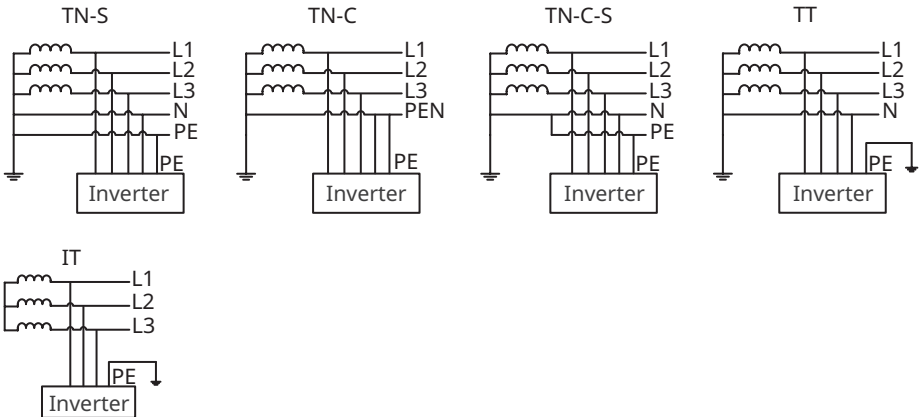 TN-S
L1
L2
L3
N
PE
PE
Inverter
TN-C
L1
L2
L3
PEN
PE
Inverter
TN-C-S
L1
L2
L3
N
PE
PE
Inverter
TT
L1
L2
L3
N
PE
Inverter
IT
L1
L2
L3
PE
Inverter